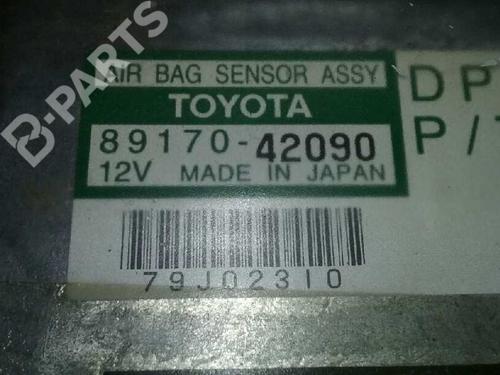 B-PARTS
AIR BAG SENSOR ASSY
TOYOTA
89170-42090
12V MADE IN JAPAN
79J02310
DP
P/